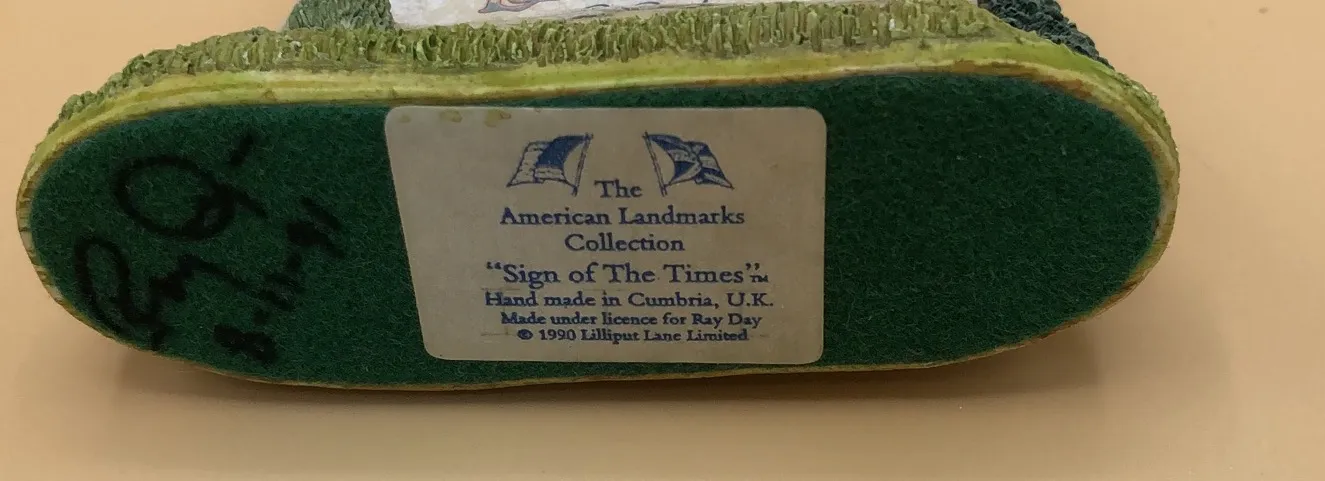 The
American Landmarks
Collection
“Sign of The Times”™
Hand made in Cumbria, U.K.
Made under licence for Ray Day
© 1990 Lilliput Lane Limited
Ray